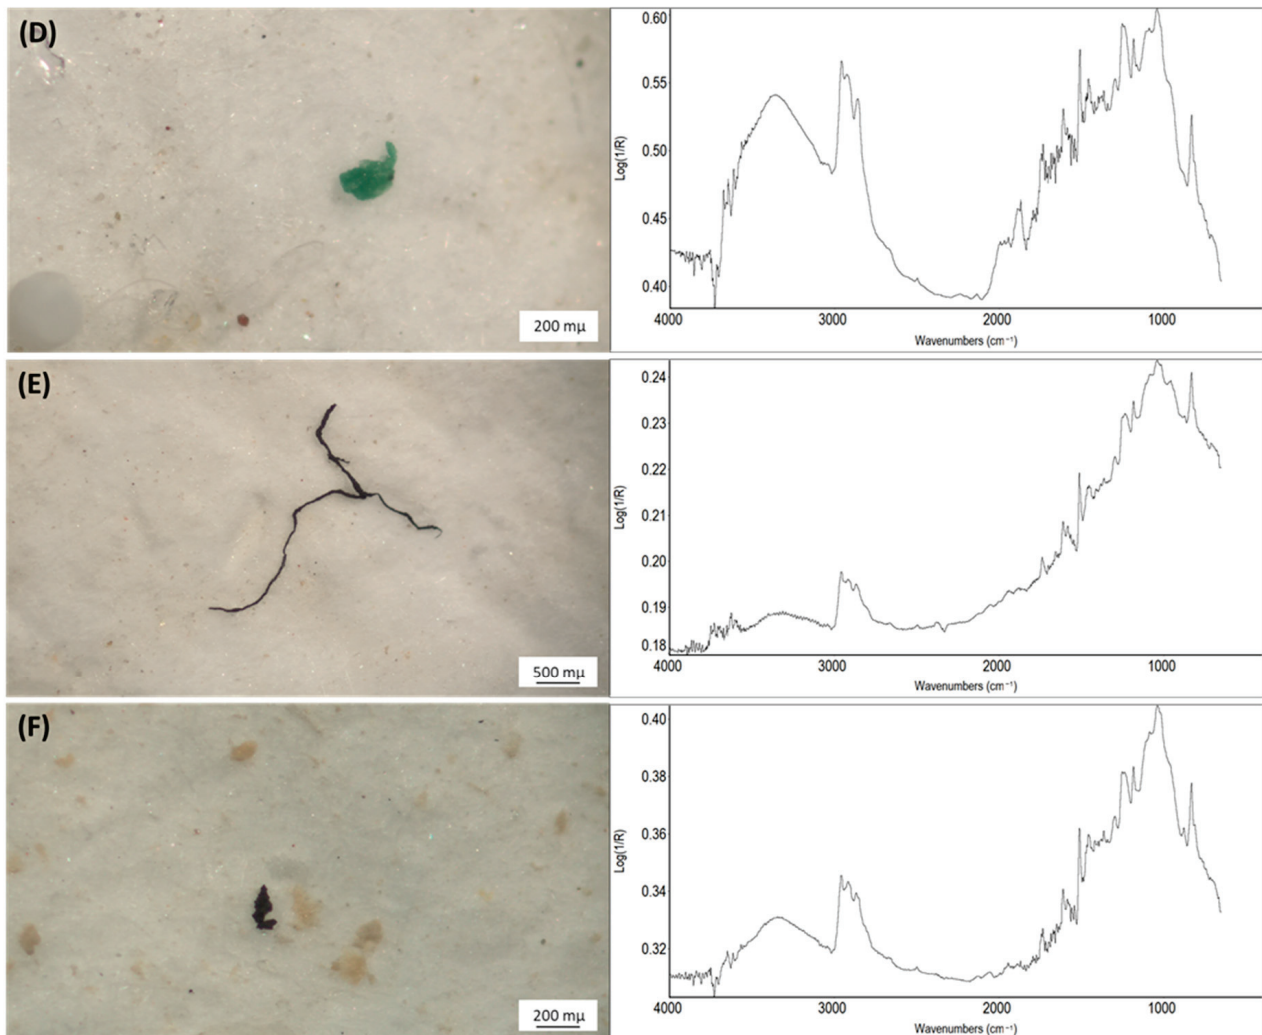 (D)
200 mμ
Log(1/R)
0.60
0.55
0.50
0.45
0.40
4000
3000
2000
1000
Wavenumbers (cm⁻¹)
(E)
500 mμ
Log(1/R)
0.24
0.23
0.22
0.21
0.20
0.19
0.18
4000
3000
2000
1000
Wavenumbers (cm⁻¹)
(F)
200 mμ
Log(1/R)
0.40
0.38
0.36
0.34
0.32
4000
3000
2000
1000
Wavenumbers (cm⁻¹)